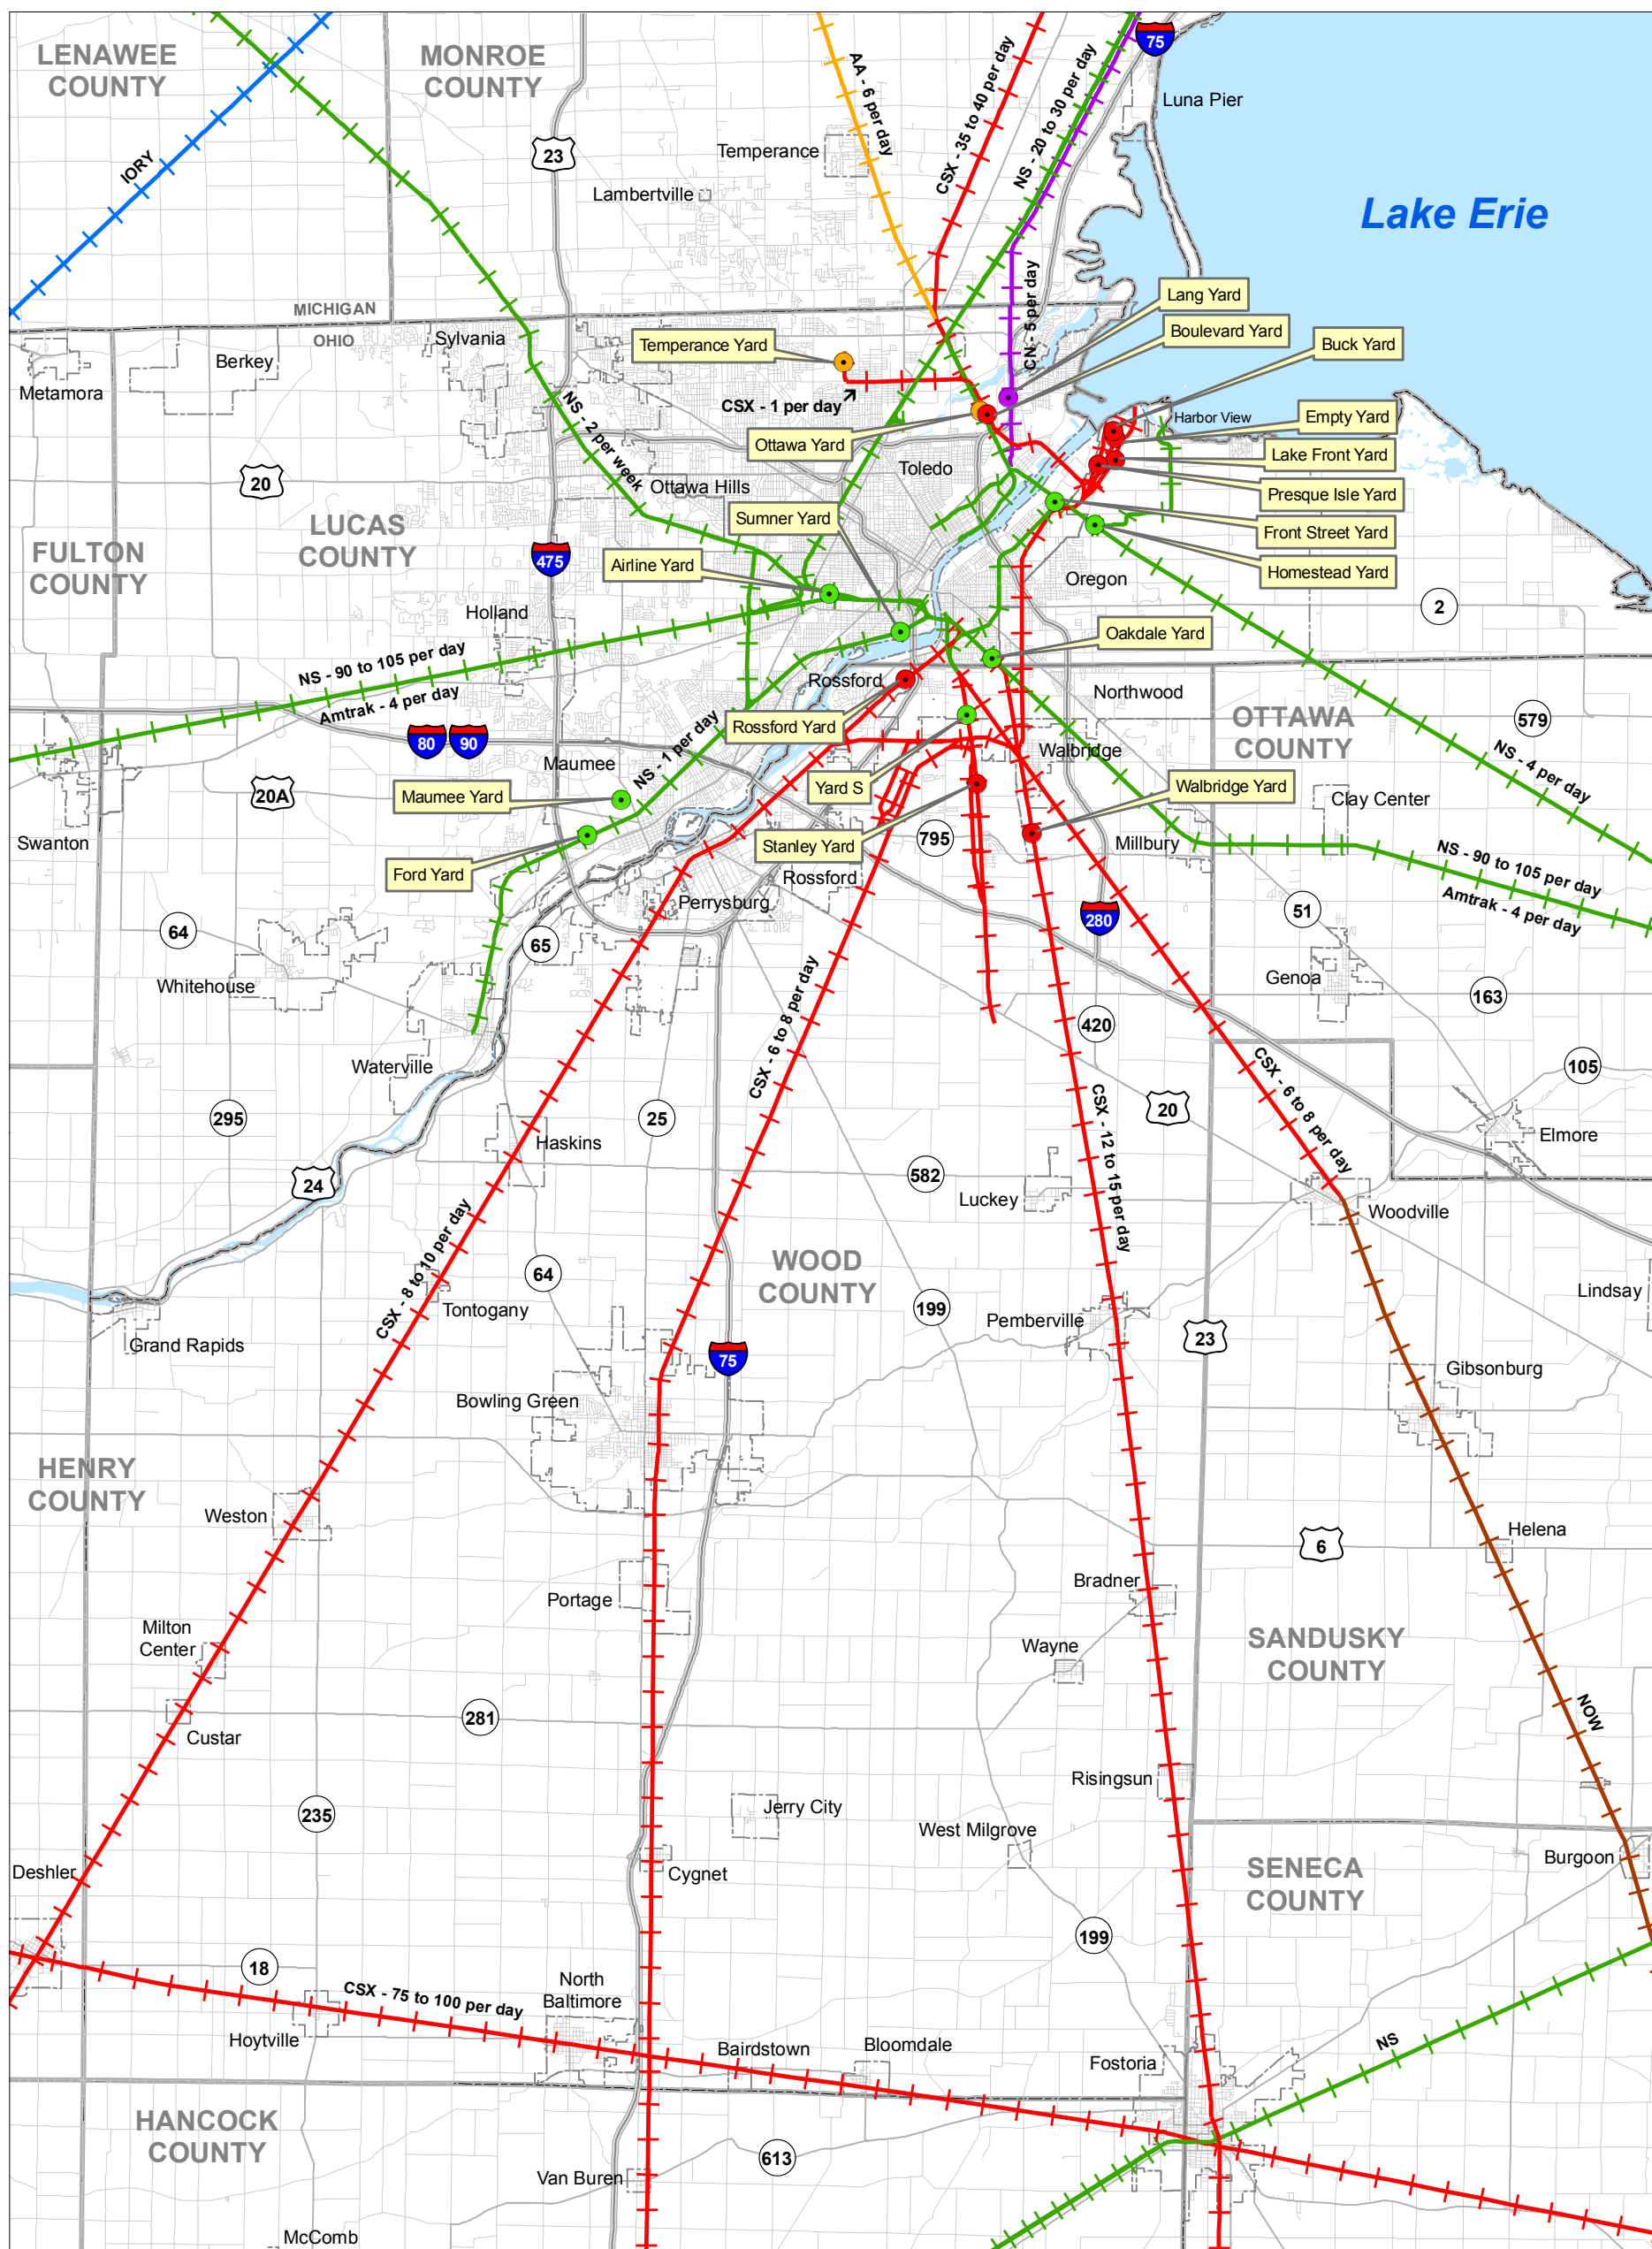 LENAWEE
COUNTY
MONROE
COUNTY
75
Luna Pier
AA - 6 per day
CSX - 35 to 40 per day
NS - 20 to 30 per day
IORY
23
Temperance
Lambertville
Lake Erie
CN - 5 per day
Lang Yard
MICHIGAN
OHIO
Boulevard Yard
Buck Yard
Sylvania
Temperance Yard
Berkey
Metamora
CSX - 1 per day
Harbor View
Empty Yard
NS - 2 per week
Ottawa Yard
Lake Front Yard
Toledo
20
Ottawa Hills
Presque Isle Yard
LUCAS
COUNTY
Sumner Yard
Front Street Yard
FULTON
COUNTY
475
Airline Yard
Homestead Yard
Oregon
2
Holland
Oakdale Yard
NS - 90 to 105 per day
Amtrak - 4 per day
Rossford
Northwood
OTTAWA
COUNTY
579
Rossford Yard
80
90
NS - 1 per day
Walbridge
NS - 4 per day
Maumee
20A
Maumee Yard
Yard S
Walbridge Yard
Clay Center
Swanton
795
Millbury
Stanley Yard
NS - 90 to 105 per day
Amtrak - 4 per day
Ford Yard
Rossford
Perrysburg
280
51
64
65
Whitehouse
CSX - 6 to 8 per day
Genoa
163
420
Waterville
CSX - 6 to 8 per day
105
295
25
CSX - 12 to 15 per day
20
Haskins
Elmore
24
582
Luckey
Woodville
CSX - 8 to 10 per day
64
WOOD
COUNTY
Tontogany
199
Lindsay
Grand Rapids
Pemberville
23
75
Gibsonburg
Bowling Green
HENRY
COUNTY
Weston
6
Helena
Portage
Bradner
Milton
Center
Wayne
SANDUSKY
COUNTY
NOW
281
Custar
Risingsun
235
Jerry City
West Milgrove
Deshler
Cygnet
SENECA
COUNTY
Burgoon
199
18
CSX - 75 to 100 per day
North
Baltimore
Hoytville
Bairdstown
Bloomdale
Fostoria
NS
HANCOCK
COUNTY
613
Van Buren
McComb